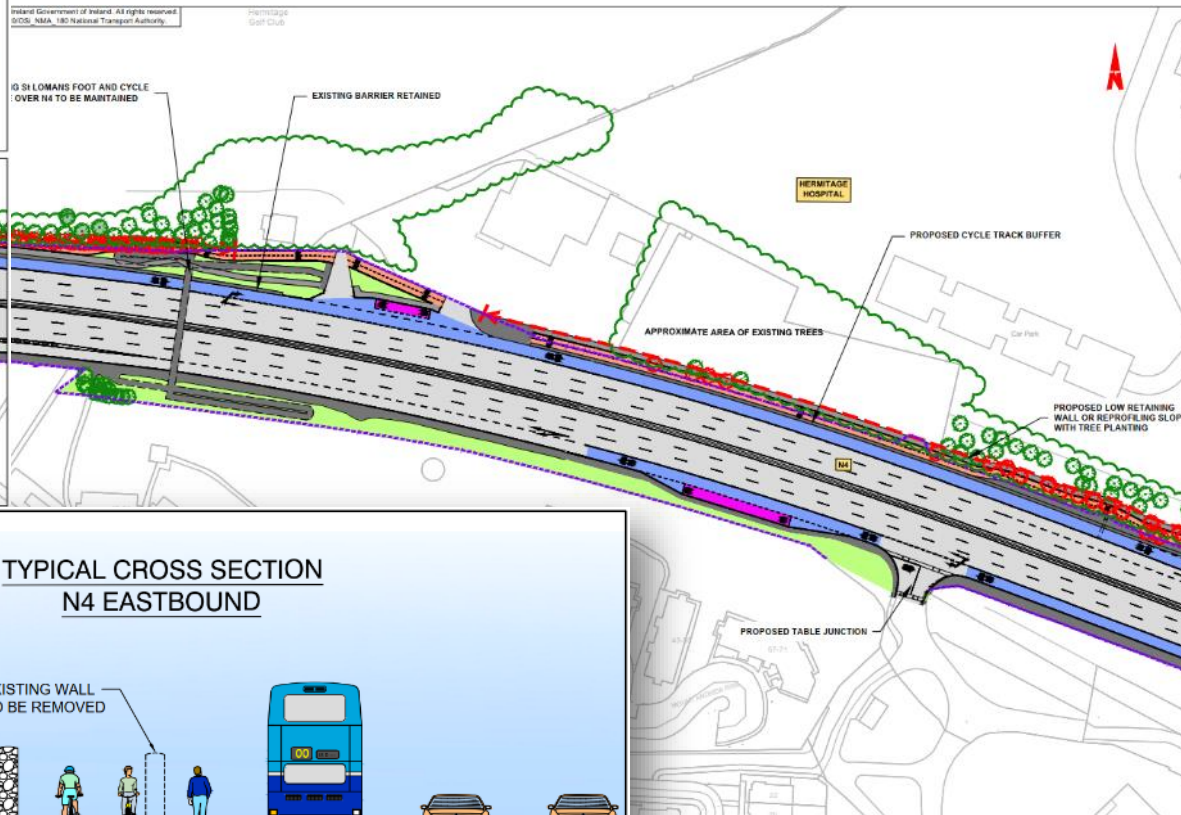 Ireland Government of Ireland. All rights reserved.
NMA_180 National Transport Authority.
Hermitage
Golf Club
G St LOMANS FOOT AND CYCLE
OVER N4 TO BE MAINTAINED
EXISTING BARRIER RETAINED
HERMITAGE
HOSPITAL
PROPOSED CYCLE TRACK BUFFER
APPROXIMATE AREA OF EXISTING TREES
Car Park
PROPOSED LOW RETAINING
WALL OR REPROFILING SLOP
WITH TREE PLANTING
N4
PROPOSED TABLE JUNCTION
TYPICAL CROSS SECTION
N4 EASTBOUND
XISTING WALL
O BE REMOVED
00